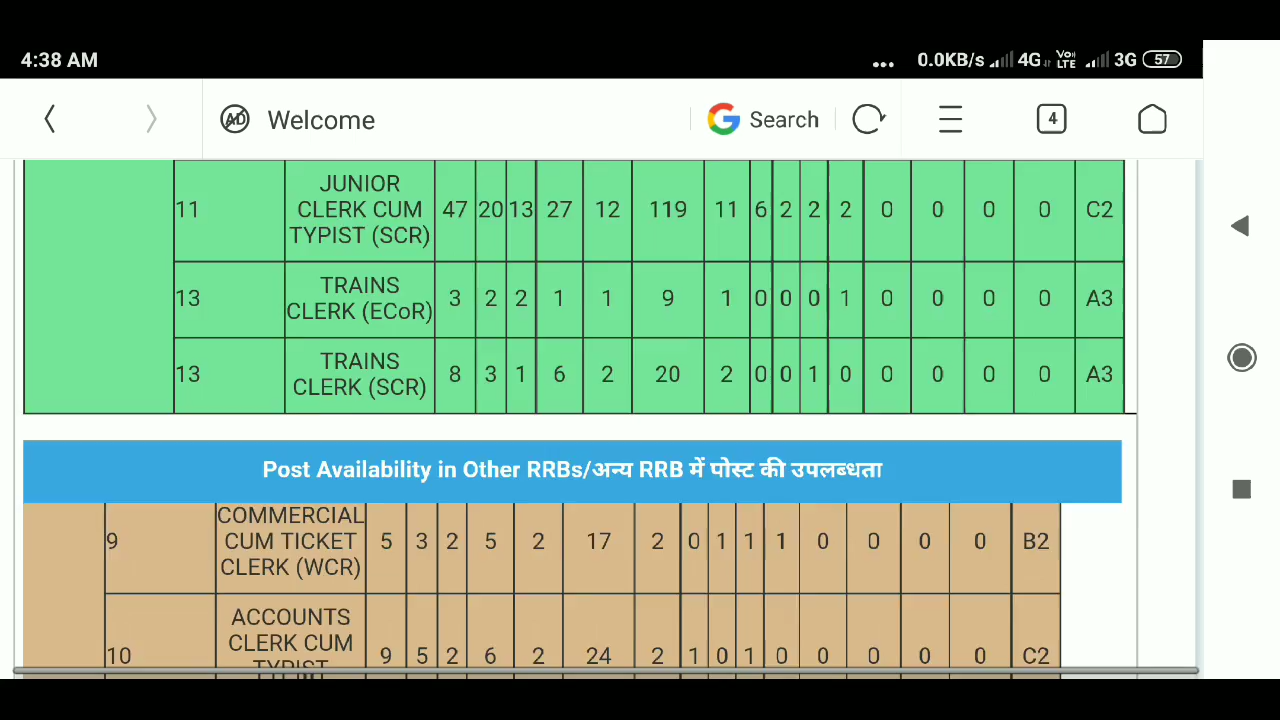 4:38 AM ... 0.0KB/s 4G Vo LTE 3G 57
AD Welcome G Search 4
JUNIOR
11 CLERK CUM 47 20 13 27 12 119 11 6 2 2 2 0 0 0 0 C2
TYPIST (SCR)
TRAINS
13 3 2 2 1 1 9 1 0 0 0 1 0 0 0 0 A3
CLERK (ECoR)
TRAINS
13 8 3 1 6 2 20 2 0 0 1 0 0 0 0 0 A3
CLERK (SCR)
Post Availability in Other RRBs/अन्य RRB में पोस्ट की उपलब्धता
COMMERCIAL
9 CUM TICKET 5 3 2 5 2 17 2 0 1 1 1 0 0 0 0 B2
CLERK (WCR)
ACCOUNTS
CLERK CUM
10 9 5 2 6 2 24 2 1 0 1 0 0 0 0 0 C2
TYPIST